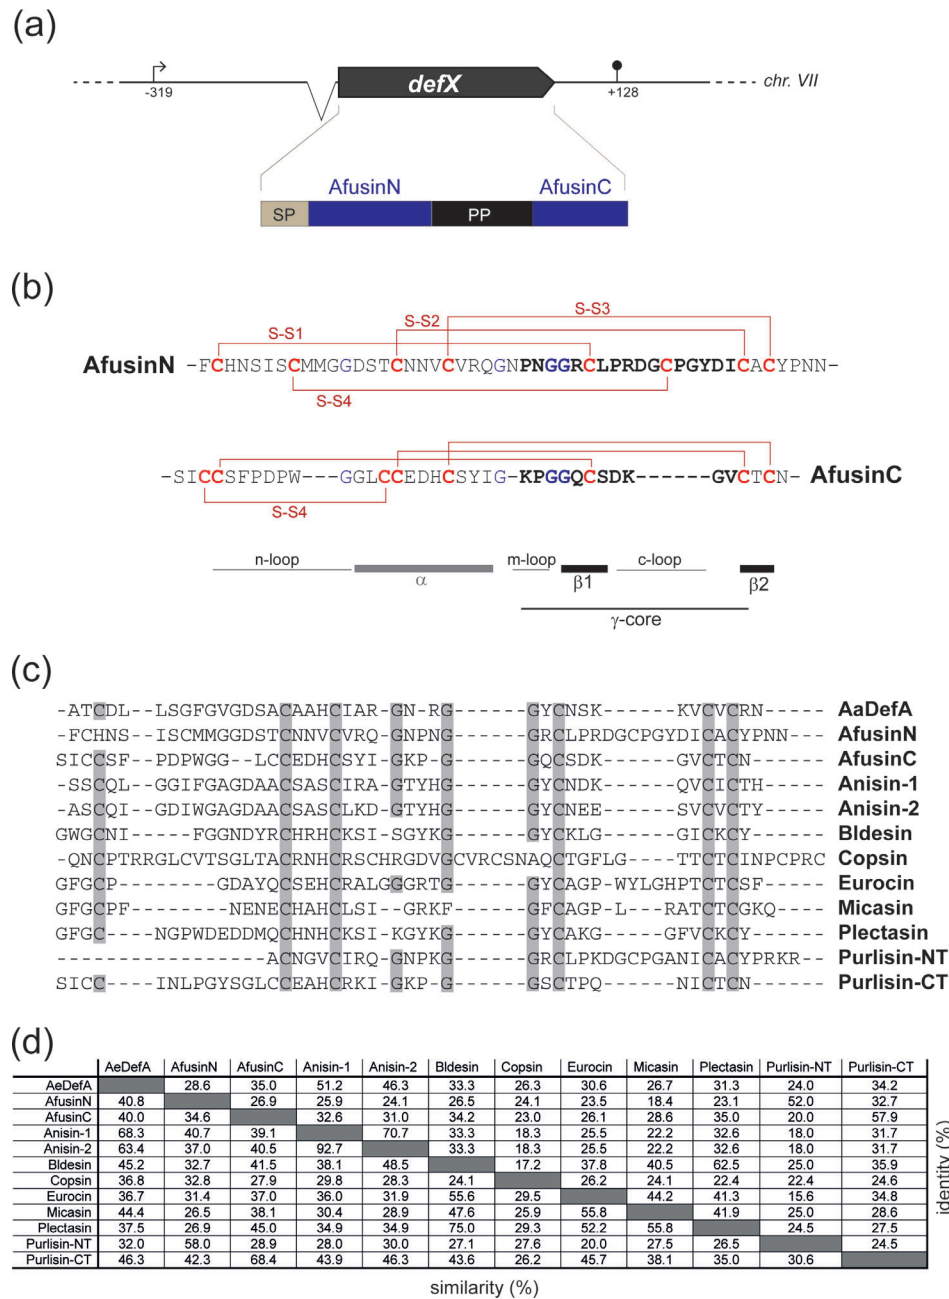 (a)
defX
chr. VII
-319
+128
AfusinN AfusinC
SP PP
(b)
S-S3
S-S1 S-S2
AfusinN –FCHNSISCMMGGDSTCNNVCVRQGNPNGGRCLPRDGCPGYDICACYPNN–
S-S4
–SICCSFPDPW---GGLCCEDHCSYIG-KPGGQCSDK------GVCTCN– AfusinC
S-S4
n-loop m-loop c-loop
α β1 β2
γ-core
(c)
-ATCDL--LSGFGVGDSACAAHCIAR-GN-RG------GYCNSK------KVCVCRN----- AaDefA
-FCHNS--ISCMMGGDSTCNNVCVRQ-GNPNG------GRCLPRDGCPGYDICACYPNN--- AfusinN
SICCSF--PDPWGG--LCCEDHCSYI-GKP-G------GQCSDK------GVCTCN------ AfusinC
-SSCQL--GGIFGAGDAACSASCIRA-GTYHG------GYCNDK------QVCICTH----- Anisin-1
-ASCQI--GDIWGAGDAACSASCLKD-GTYHG------GYCNEE------SVCVCTY----- Anisin-2
GWGCNI----FGGNDYRCHRHCKSI-SGYKG------GYCKLG------GICKCY------ Bldesin
-QNCPTRRGLCVTSGLTACRNHCRSCHRGDVGCVRCSNAQCTGFLG-----TTCTCINPCPRC Copsin
GFGCP------GDAYQCSEHCRALGGGRTG------GYCAGP-WYLGHPTCTCSF----- Eurocin
GFGCPF-----NENECHAHCLSI--GRKF------GFCAGP-L---RATCTCGKQ---- Micasin
GFGC---NGPWDEDDMQCHNHCKSI-KGYKG------GYCAKG-----GFVCKCY------ Plectasin
-----------------ACNGVCIRQ-GNPKG------GRCLPKDGCPGANICACYPRKR-- Purlisin-NT
SICC----INLPGYSGLCCEAHCRKI-GKP-G------GSCTPQ-----NICTCN------ Purlisin-CT
(d)
AeDefA AfusinN AfusinC Anisin-1 Anisin-2 Bldesin Copsin Eurocin Micasin Plectasin Purlisin-NT Purlisin-CT
AeDefA 28.6 35.0 51.2 46.3 33.3 26.3 30.6 26.7 31.3 24.0 34.2
AfusinN 40.8 26.9 25.9 24.1 26.5 24.1 23.5 18.4 23.1 52.0 32.7
AfusinC 40.0 34.6 32.6 31.0 34.2 23.0 26.1 28.6 35.0 20.0 57.9
Anisin-1 68.3 40.7 39.1 70.7 33.3 18.3 25.5 22.2 32.6 18.0 31.7
Anisin-2 63.4 37.0 40.5 92.7 33.3 18.3 25.5 22.2 32.6 18.0 31.7
Bldesin 45.2 32.7 41.5 38.1 48.5 17.2 37.8 40.5 62.5 25.0 35.9
Copsin 36.8 32.8 27.9 29.8 28.3 24.1 26.2 24.1 22.4 22.4 24.6
Eurocin 36.7 31.4 37.0 36.0 31.9 55.6 29.5 44.2 41.3 15.6 34.8
Micasin 44.4 26.5 38.1 30.4 28.9 47.6 25.9 55.8 41.9 25.0 28.6
Plectasin 37.5 26.9 45.0 34.9 34.9 75.0 29.3 52.2 55.8 24.5 27.5
Purlisin-NT 32.0 58.0 28.9 28.0 30.0 27.1 27.6 20.0 27.5 26.5 24.5
Purlisin-CT 46.3 42.3 68.4 43.9 46.3 43.6 26.2 45.7 38.1 35.0 30.6
identity (%)
similarity (%)